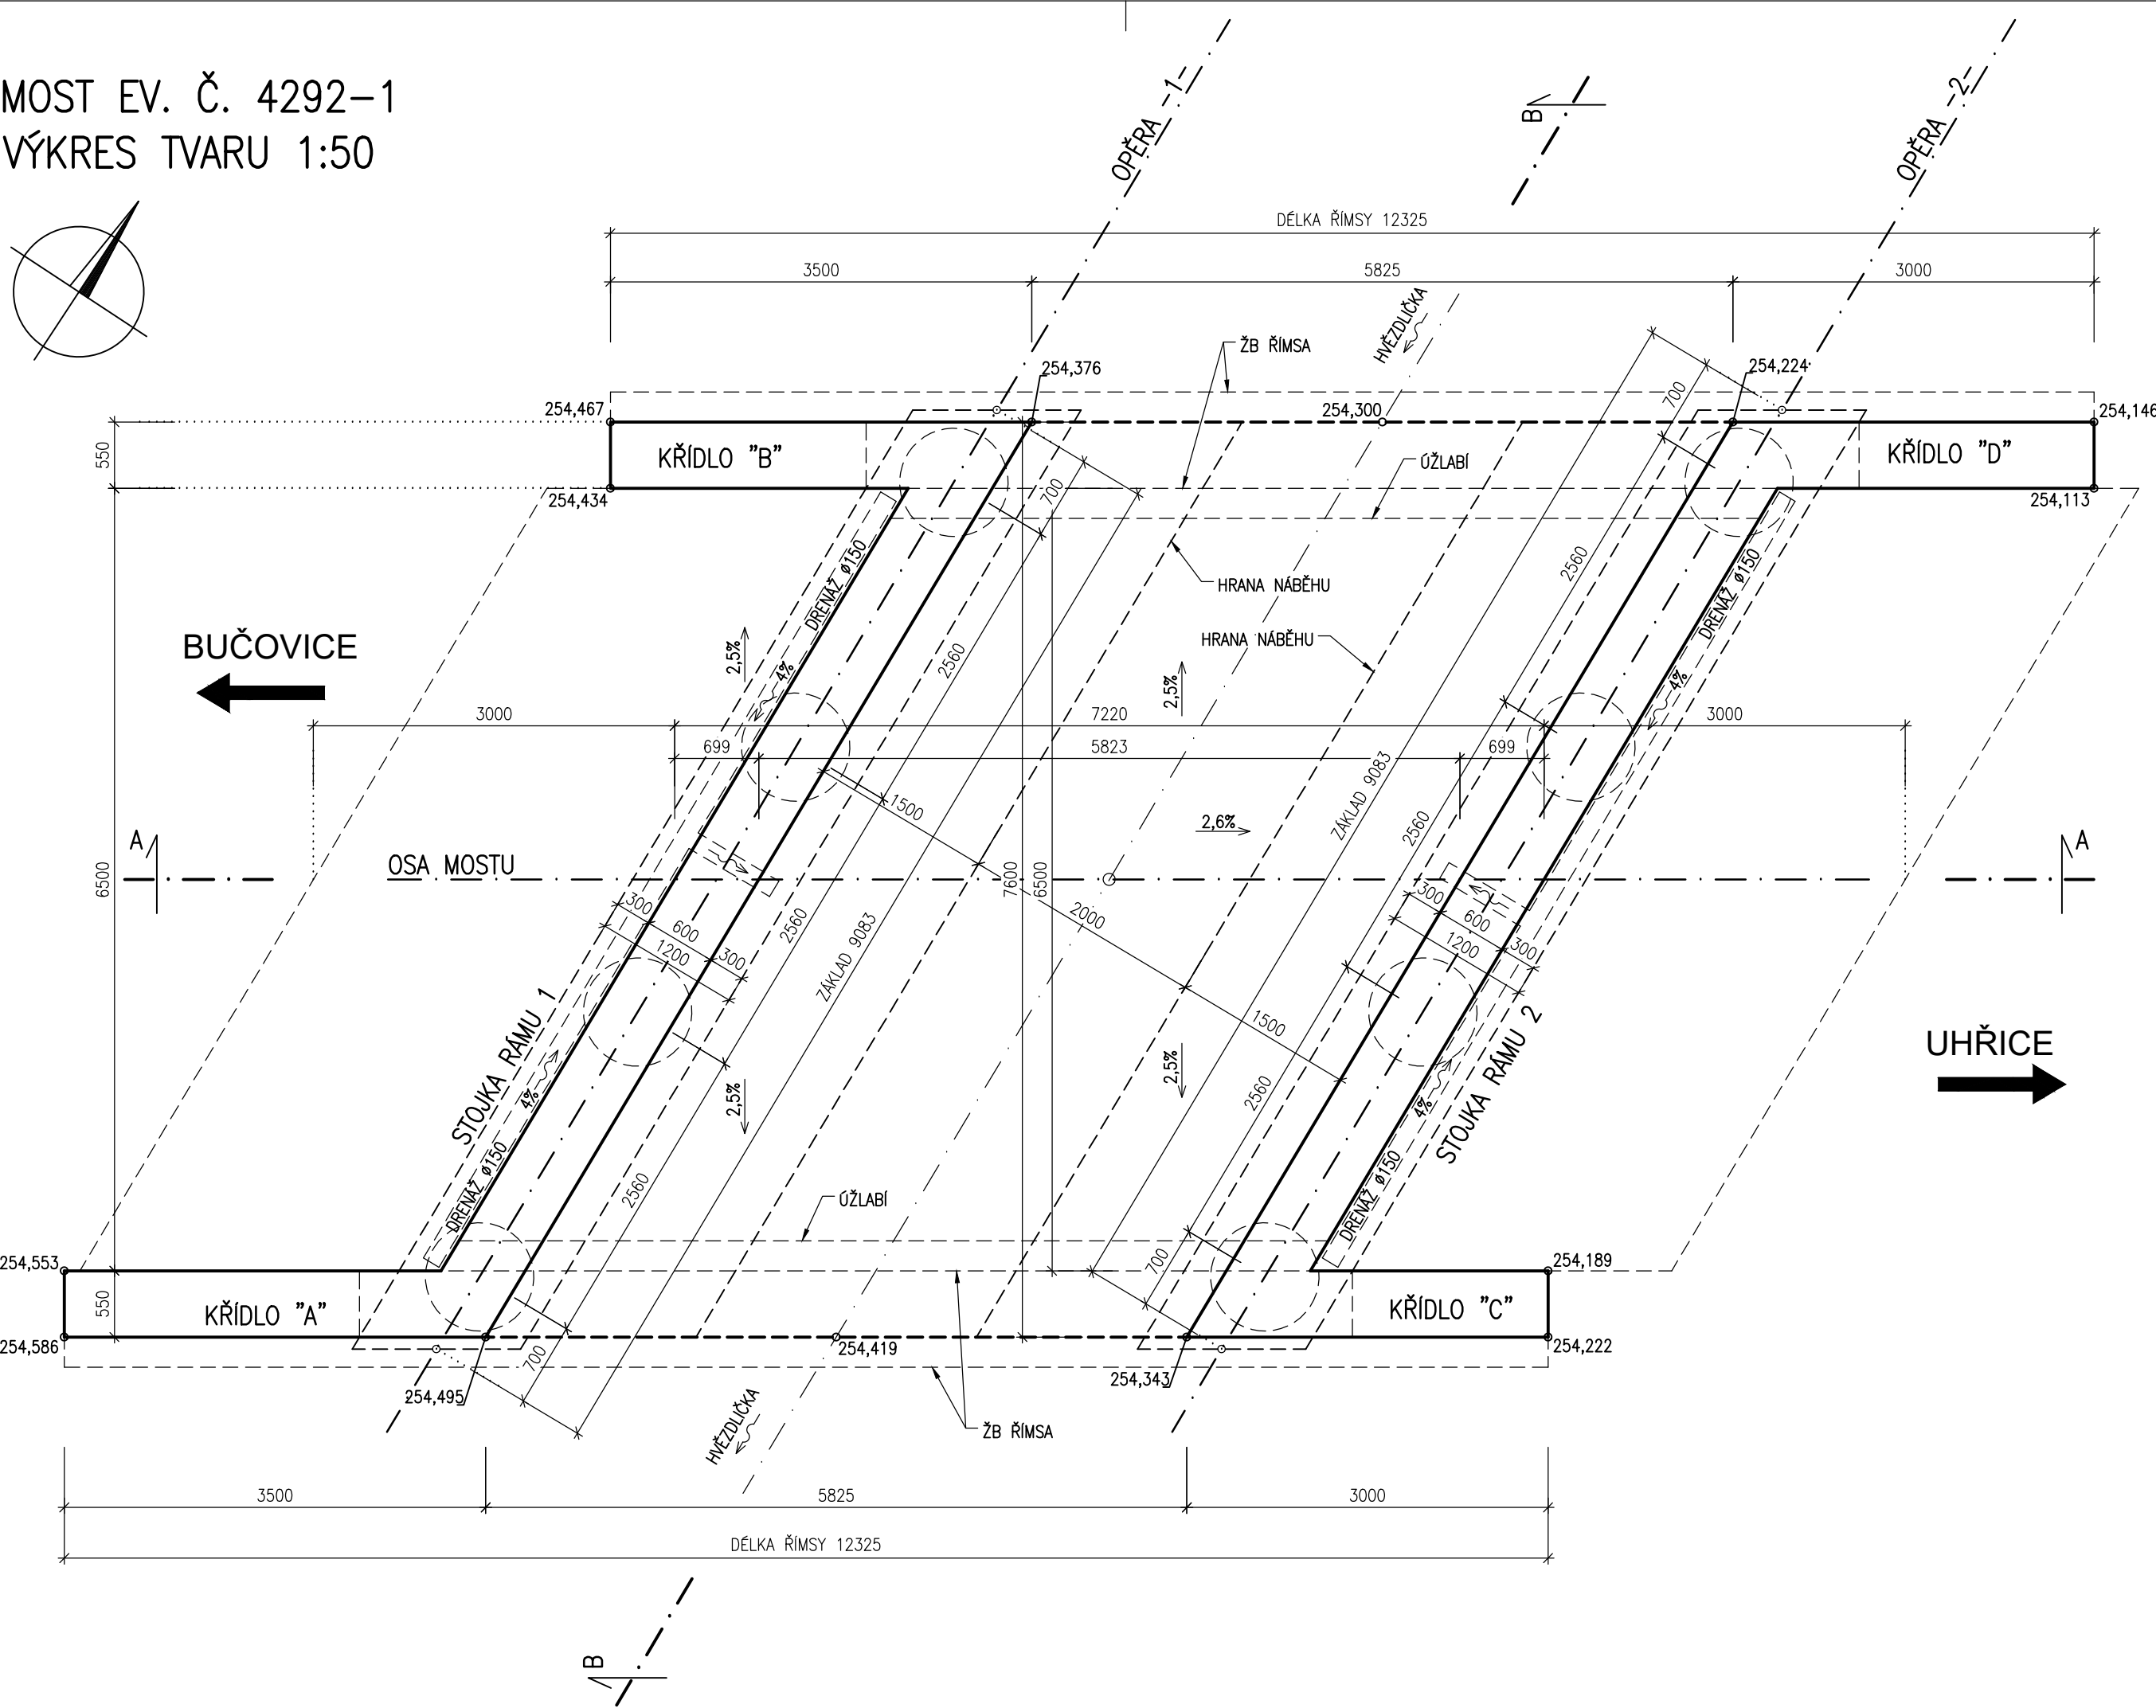 MOST EV. Č. 4292-1
VÝKRES TVARU 1:50
OPĚRA -1-
B
OPĚRA -2-
DÉLKA ŘÍMSY 12325
3500
5825
3000
HVĚZDLIČKA
ŽB ŘÍMSA
254,376
254,224
700
254,467
254,300
254,146
550
KŘÍDLO "B"
ÚŽLABÍ
KŘÍDLO "D"
254,434
700
254,113
DRENÁŽ ø150
2560
DRENÁŽ ø150
HRANA NÁBĚHU
HRANA NÁBĚHU
BUČOVICE
2,5%
4%
2560
2,5%
4%
3000
7220
3000
699
5823
699
1500
ZÁKLAD 9083
2,6%
2560
A
OSA MOSTU
A
6500
7600
6500
300
600
300
1200
2560
ZÁKLAD 9083
2000
300
600
300
1200
STOJKA RÁMU 1
1500
STOJKA RÁMU 2
UHŘICE
4%
2,5%
2,5%
2560
4%
DRENÁŽ ø150
2560
ÚŽLABÍ
DRENÁŽ ø150
254,553
700
254,189
550
KŘÍDLO "A"
KŘÍDLO "C"
254,586
700
254,419
254,222
254,495
254,343
HVĚZDLIČKA
ŽB ŘÍMSA
3500
5825
3000
DÉLKA ŘÍMSY 12325
B